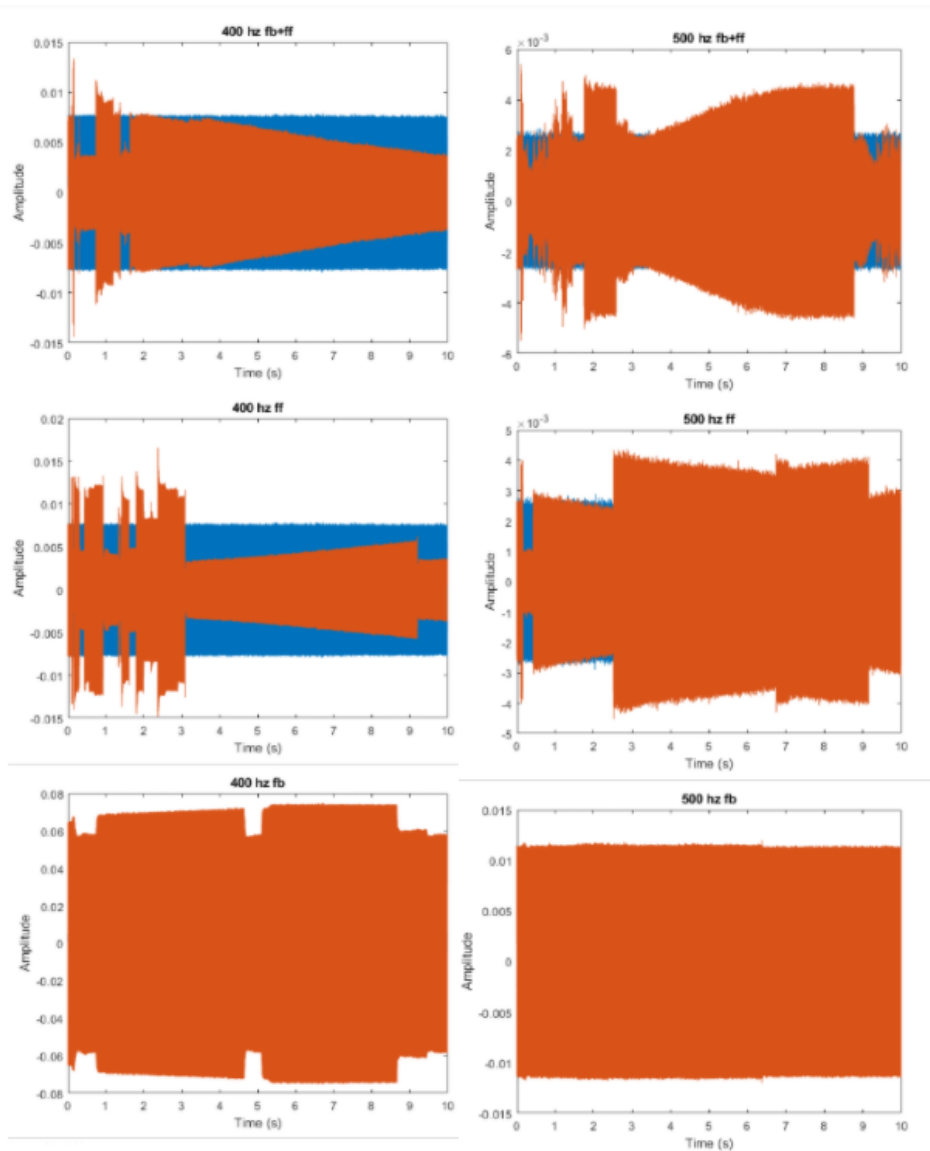 400 hz fb+ff
0.015
0.01
0.005
0
-0.005
-0.01
-0.015
Amplitude
0 1 2 3 4 5 6 7 8 9 10
Time (s)
500 hz fb+ff
×10⁻³
6
4
2
0
-2
-4
-6
Amplitude
0 1 2 3 4 5 6 7 8 9 10
Time (s)
400 hz ff
0.02
0.015
0.01
0.005
0
-0.005
-0.01
-0.015
Amplitude
0 1 2 3 4 5 6 7 8 9 10
Time (s)
500 hz ff
×10⁻³
5
4
3
2
1
0
-1
-2
-3
-4
-5
Amplitude
0 1 2 3 4 5 6 7 8 9 10
Time (s)
400 hz fb
0.08
0.06
0.04
0.02
0
-0.02
-0.04
-0.06
-0.08
Amplitude
0 1 2 3 4 5 6 7 8 9 10
Time (s)
500 hz fb
0.015
0.01
0.005
0
-0.005
-0.01
-0.015
Amplitude
0 1 2 3 4 5 6 7 8 9 10
Time (s)